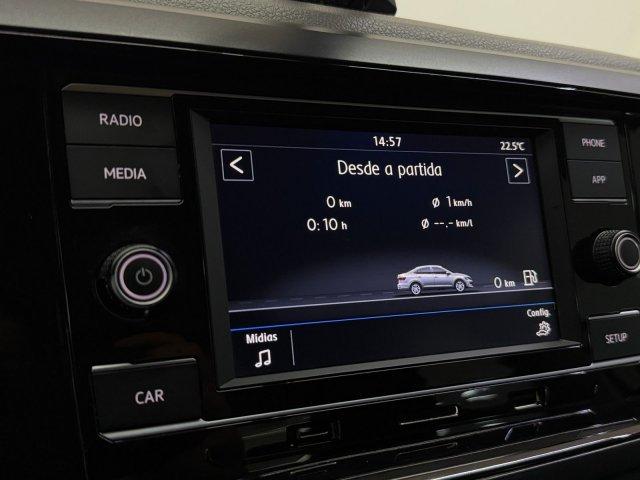 RADIO
MEDIA
CAR
14:57
22.5°C
Desde a partida
0 km
Ø 1 km/h
0:10 h
Ø --.- km/l
0 km
Mídias
Config.
PHONE
APP
SETUP